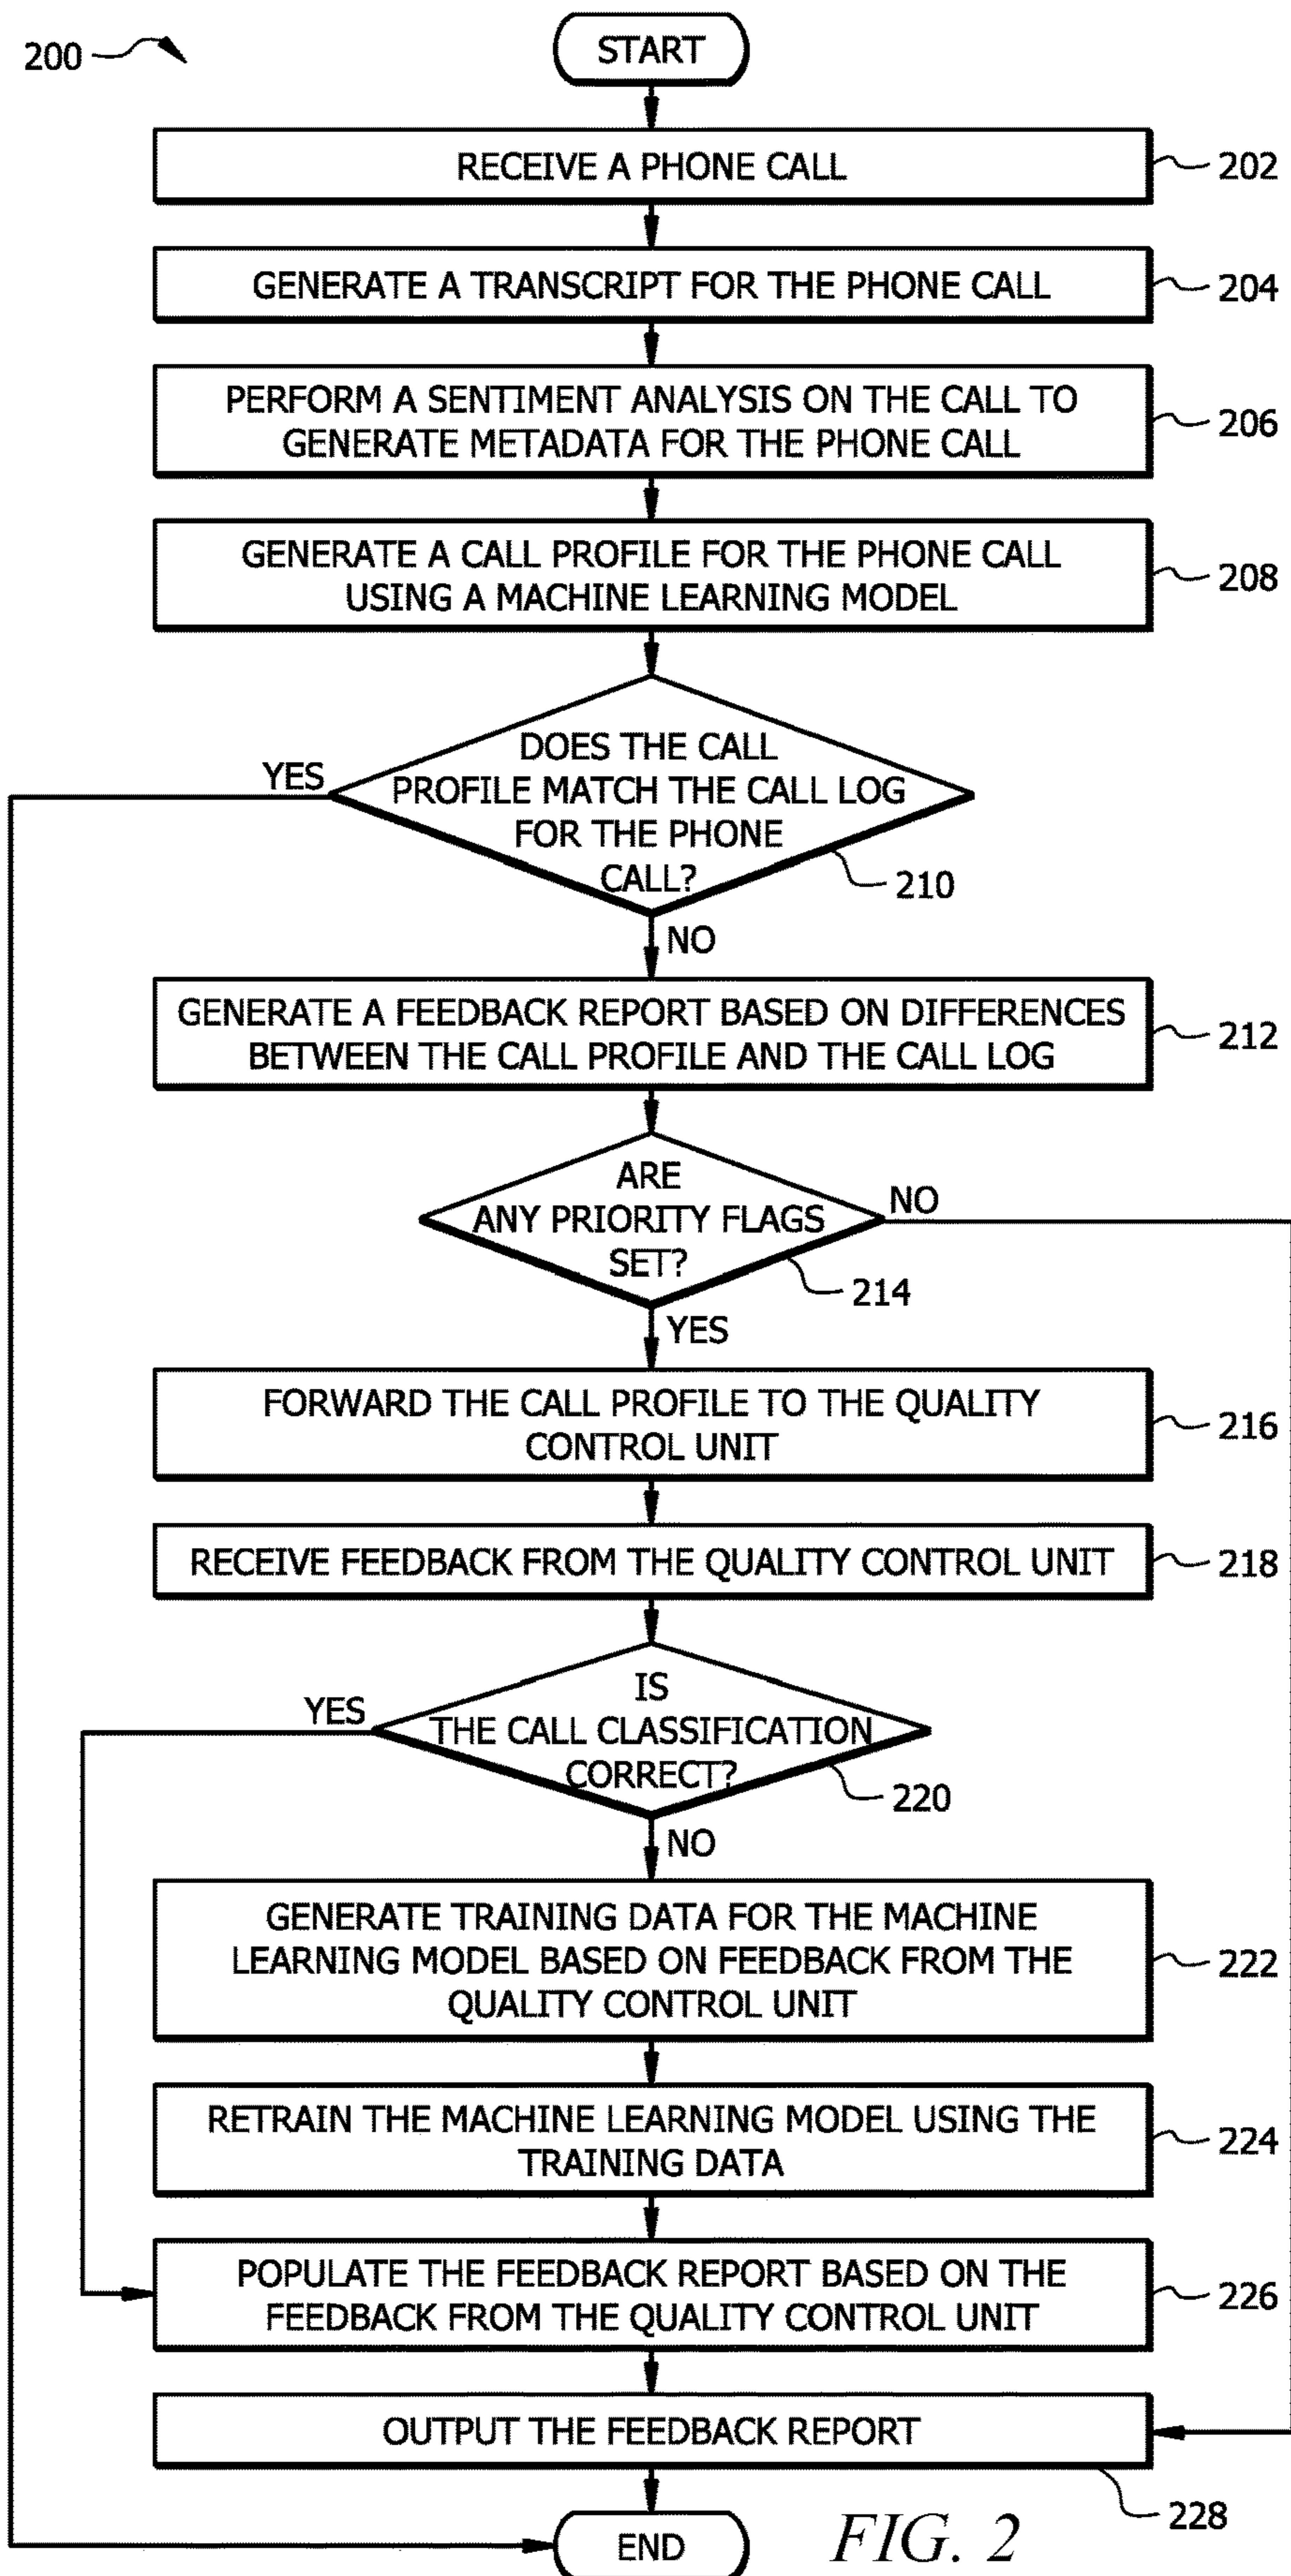 200
START
RECEIVE A PHONE CALL
202
GENERATE A TRANSCRIPT FOR THE PHONE CALL
204
PERFORM A SENTIMENT ANALYSIS ON THE CALL TO
GENERATE METADATA FOR THE PHONE CALL
206
GENERATE A CALL PROFILE FOR THE PHONE CALL
USING A MACHINE LEARNING MODEL
208
DOES THE CALL
PROFILE MATCH THE CALL LOG
FOR THE PHONE
CALL?
YES
210
NO
GENERATE A FEEDBACK REPORT BASED ON DIFFERENCES
BETWEEN THE CALL PROFILE AND THE CALL LOG
212
ARE
ANY PRIORITY FLAGS
SET?
NO
214
YES
FORWARD THE CALL PROFILE TO THE QUALITY
CONTROL UNIT
216
RECEIVE FEEDBACK FROM THE QUALITY CONTROL UNIT
218
IS
THE CALL CLASSIFICATION
CORRECT?
YES
220
NO
GENERATE TRAINING DATA FOR THE MACHINE
LEARNING MODEL BASED ON FEEDBACK FROM THE
QUALITY CONTROL UNIT
222
RETRAIN THE MACHINE LEARNING MODEL USING THE
TRAINING DATA
224
POPULATE THE FEEDBACK REPORT BASED ON THE
FEEDBACK FROM THE QUALITY CONTROL UNIT
226
OUTPUT THE FEEDBACK REPORT
228
END
FIG. 2